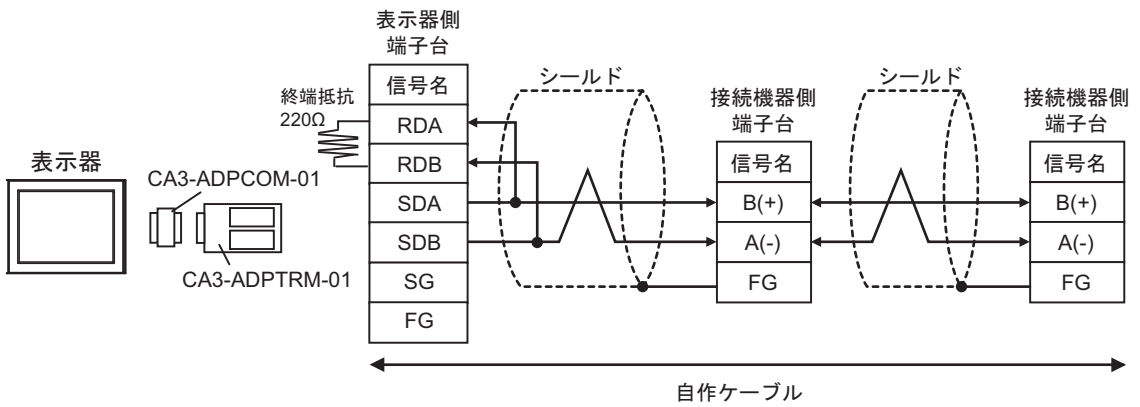 表示器
CA3-ADPCOM-01
CA3-ADPTRM-01
終端抵抗
220Ω
表示器側
端子台
信号名
RDA
RDB
SDA
SDB
SG
FG
シールド
接続機器側
端子台
信号名
B(+)
A(-)
FG
シールド
接続機器側
端子台
信号名
B(+)
A(-)
FG
自作ケーブル